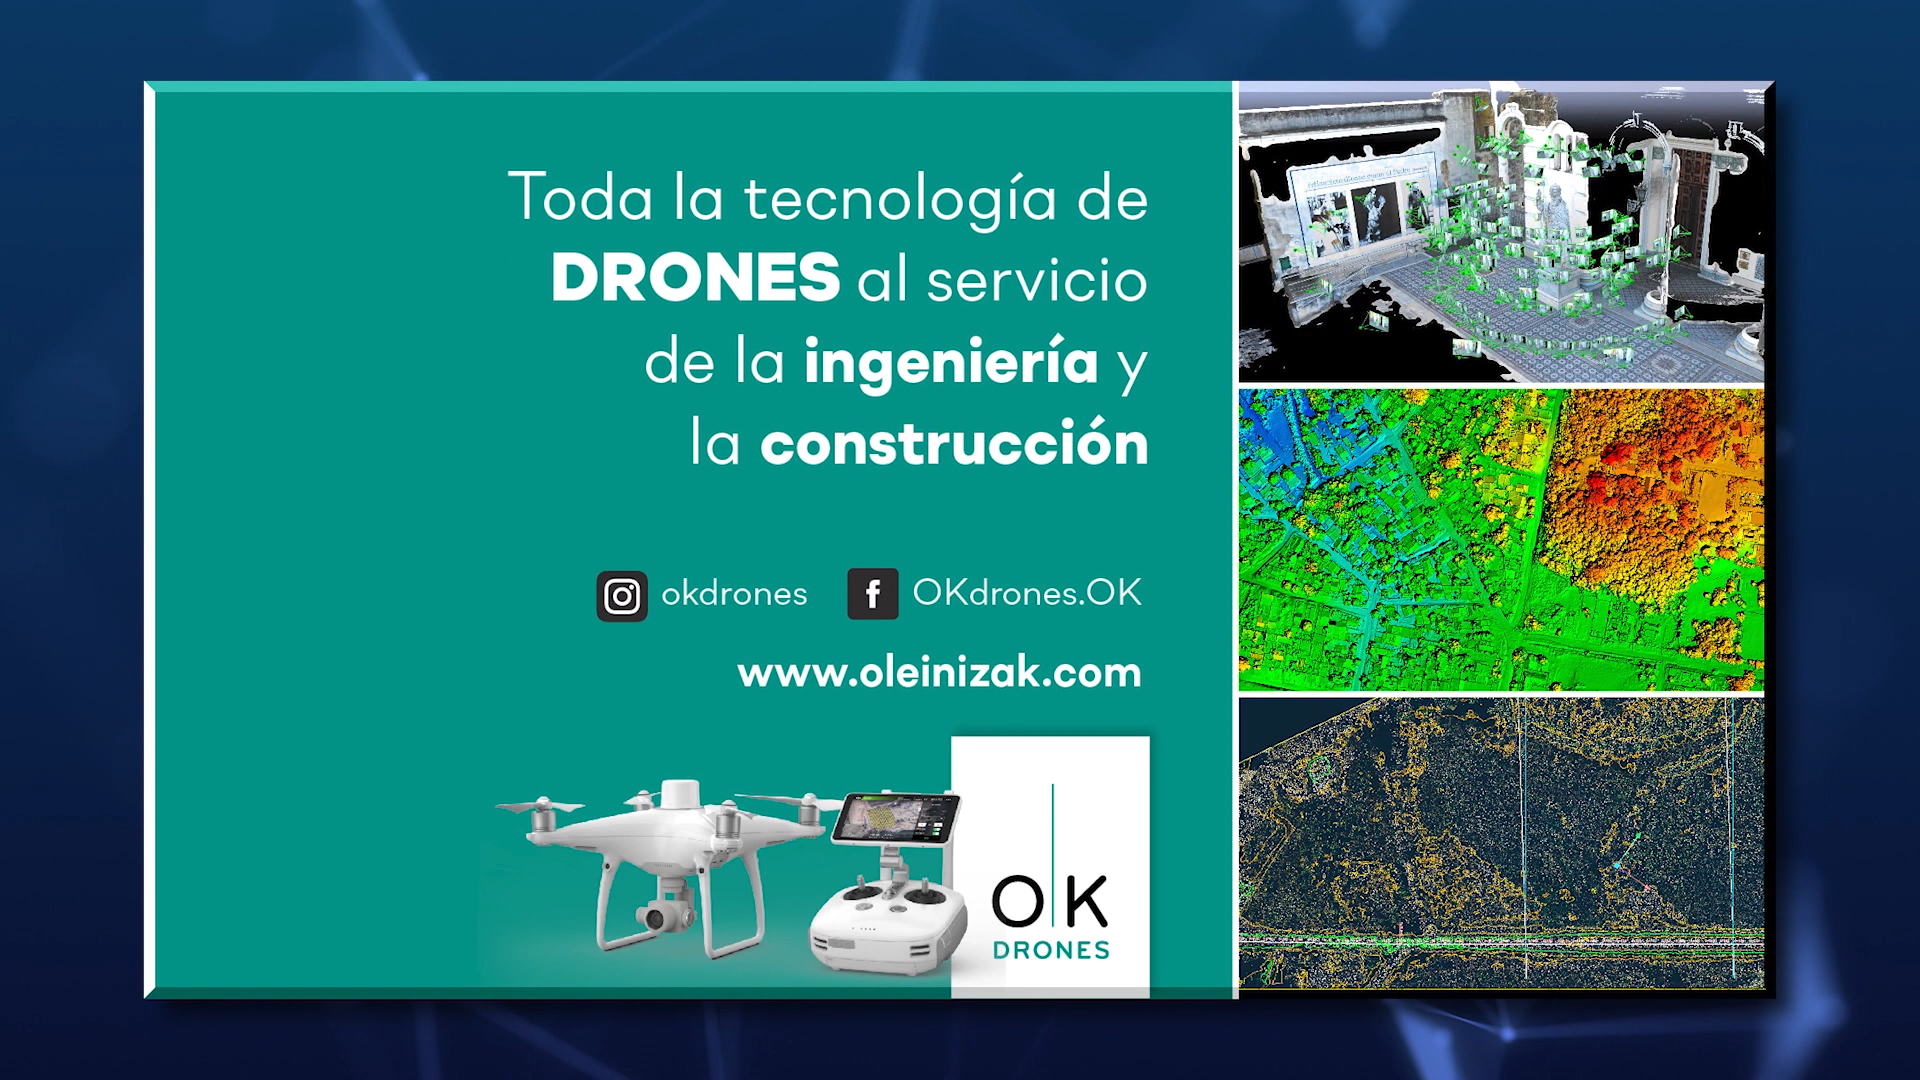 Toda la tecnología de
DRONES al servicio
de la ingeniería y
la construcción
okdrones
OKdrones.OK
www.oleinizak.com
OK
DRONES